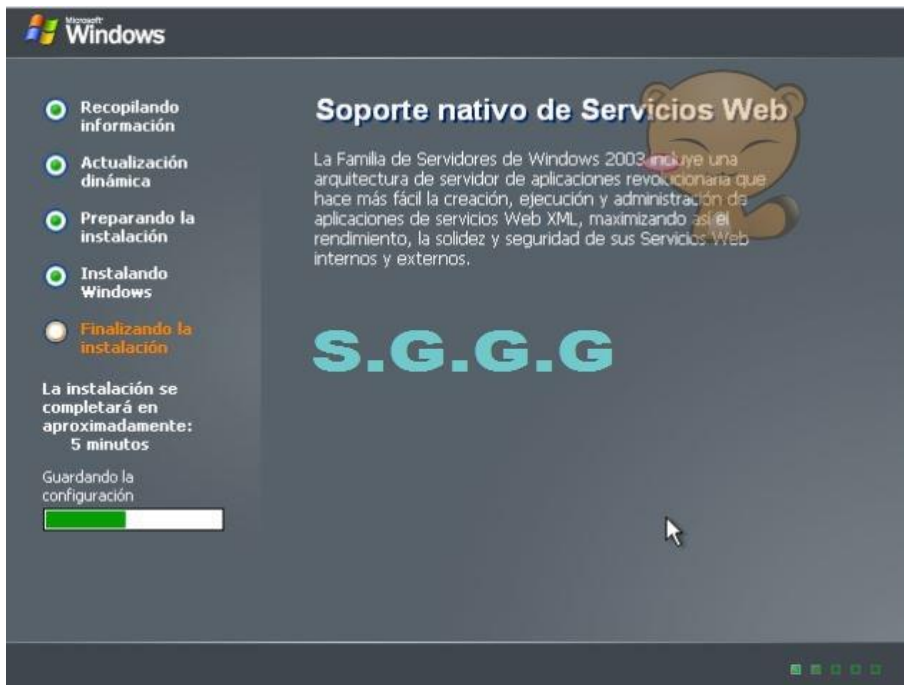 Microsoft
Windows
Recopilando
información
Actualización
dinámica
Preparando la
instalación
Instalando
Windows
Finalizando la
instalación
La instalación se
completará en
aproximadamente:
5 minutos
Guardando la
configuración
Soporte nativo de Servicios Web
La Familia de Servidores de Windows 2003 incluye una
arquitectura de servidor de aplicaciones revolucionaria que
hace más fácil la creación, ejecución y administración de
aplicaciones de servicios Web XML, maximizando así el
rendimiento, la solidez y seguridad de sus Servicios Web
internos y externos.
S.G.G.G